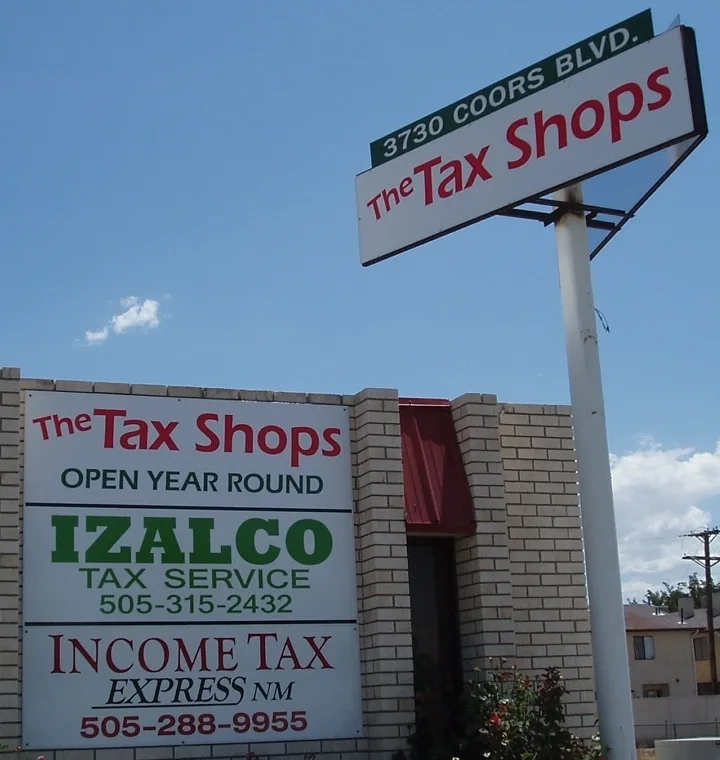 3730 COORS BLVD.
The Tax Shops
The Tax Shops
OPEN YEAR ROUND
IZALCO
TAX SERVICE
505-315-2432
INCOME TAX
EXPRESS NM
505-288-9955